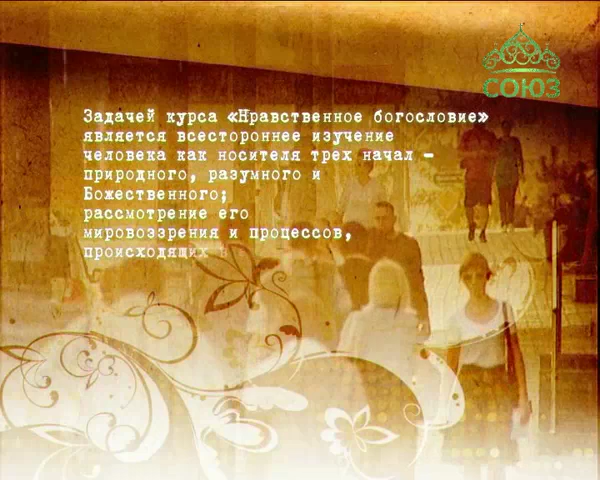 СОЮЗ
Задачей курса «Нравственное богословие»
является всестороннее изучение
человека как носителя трех начал –
природного, разумного и
Божественного;
рассмотрение его
мировоззрения и процессов,
происходящих в